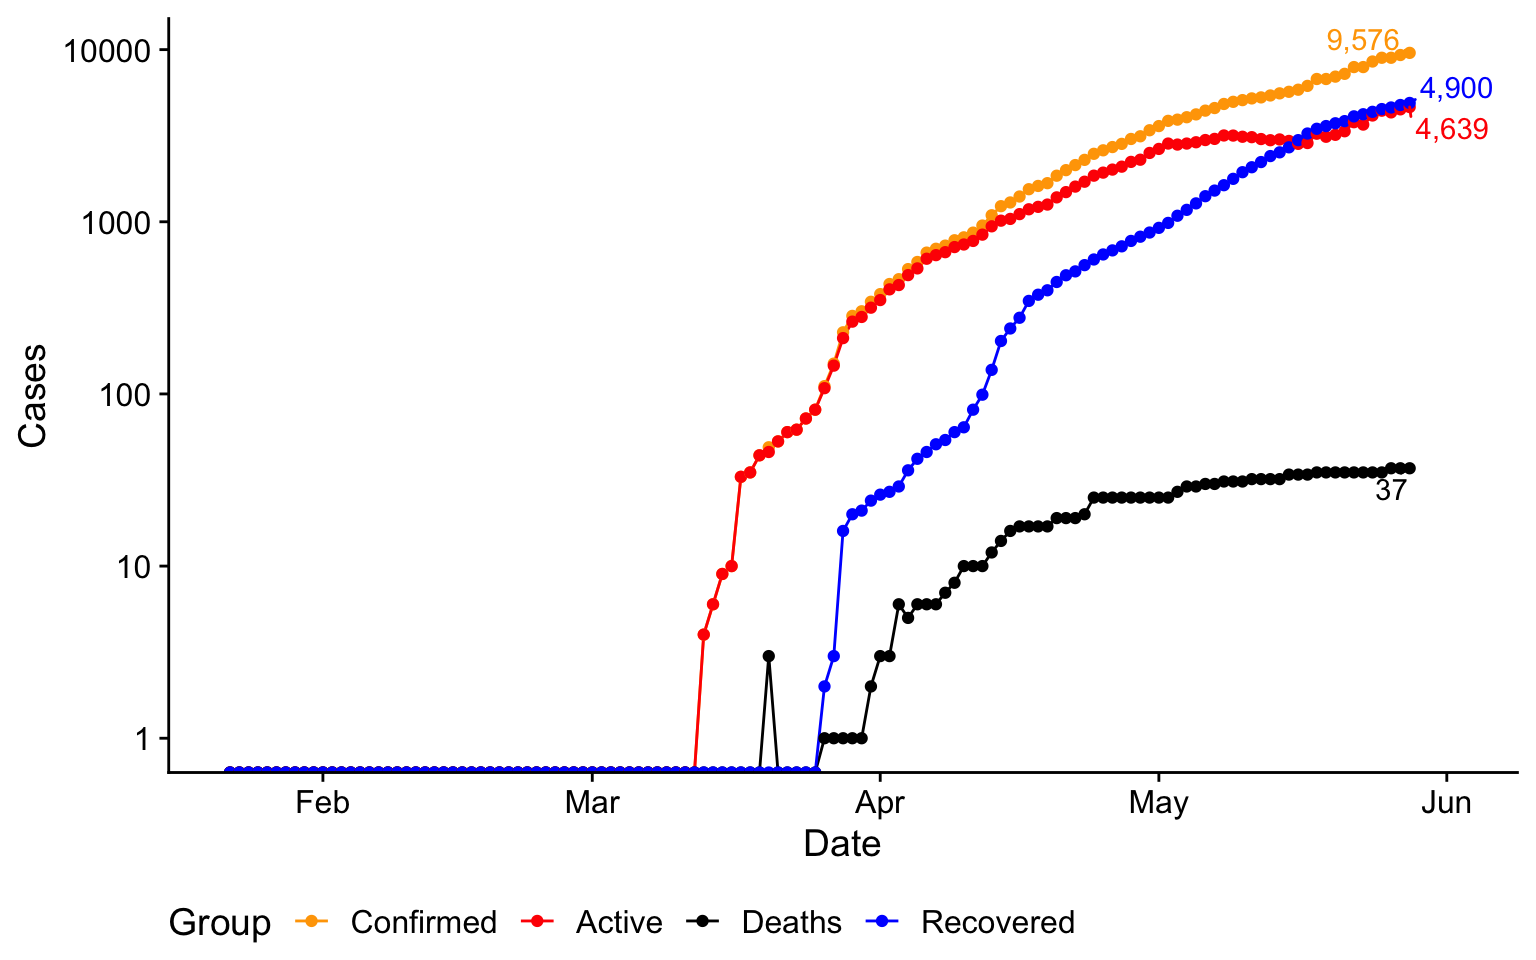 9,576
4,900
4,639
37
10000
1000
100
10
1
Cases
Feb Mar Apr May Jun
Date
Group Confirmed Active Deaths Recovered